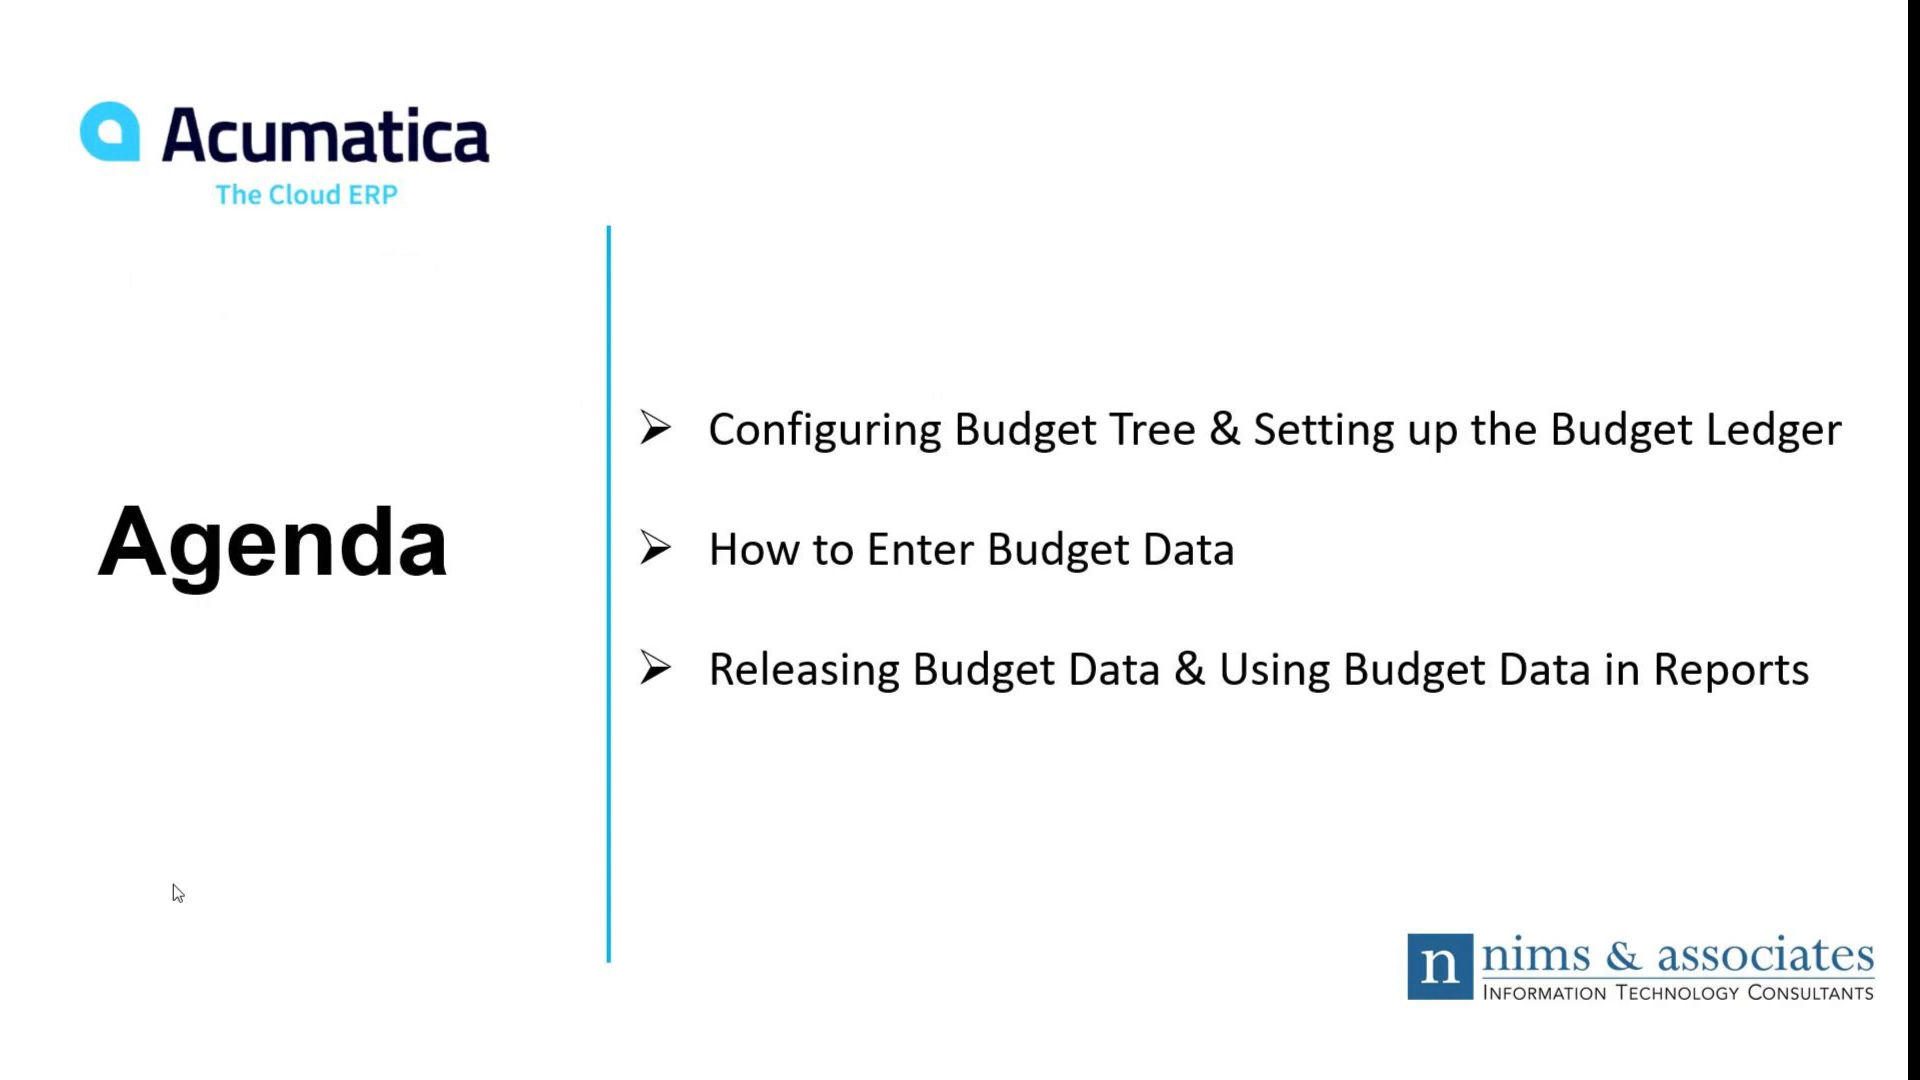 Acumatica
The Cloud ERP
Agenda
Configuring Budget Tree & Setting up the Budget Ledger
How to Enter Budget Data
Releasing Budget Data & Using Budget Data in Reports
n nims & associates
INFORMATION TECHNOLOGY CONSULTANTS